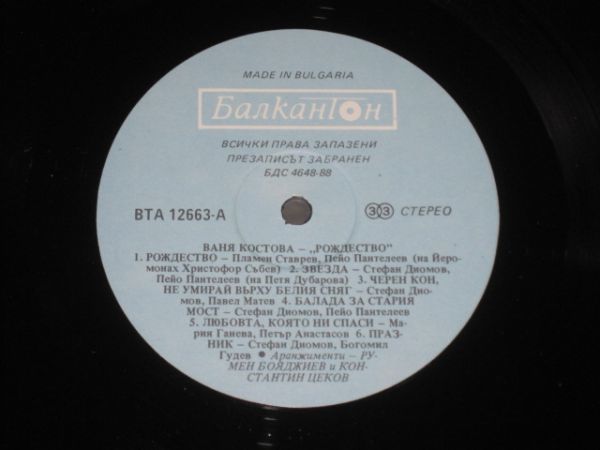 MADE IN BULGARIA
Балкантон
ВСИЧКИ ПРАВА ЗАПАЗЕНИ
ПРЕЗАПИСЪТ ЗАБРАНЕН
БДС 4648-88
ВТА 12663-А
33 СТЕРЕО
ВАНЯ КОСТОВА – „РОЖДЕСТВО"
1. РОЖДЕСТВО – Пламен Ставрев, Пейо Пантелеев (на Йеро-
монах Христофор Събев) 2. ЗВЕЗДА – Стефан Диомов,
Пейо Пантелеев (на Петя Дубарова) 3. ЧЕРЕН КОН,
НЕ УМИРАЙ ВЪРХУ БЕЛИЯ СНЯГ – Стефан Дио-
мов, Павел Матев 4. БАЛАДА ЗА СТАРИЯ
МОСТ – Стефан Диомов, Пейо Пантелеев
5. ЛЮБОВТА, КОЯТО НИ СПАСИ – Ма-
рия Ганева, Петър Анастасов 6. ПРАЗ-
НИК – Стефан Диомов, Богомил
Гудев ● Аранжименти – РУ-
МЕН БОЯДЖИЕВ и КОН-
СТАНТИН ЦЕКОВ